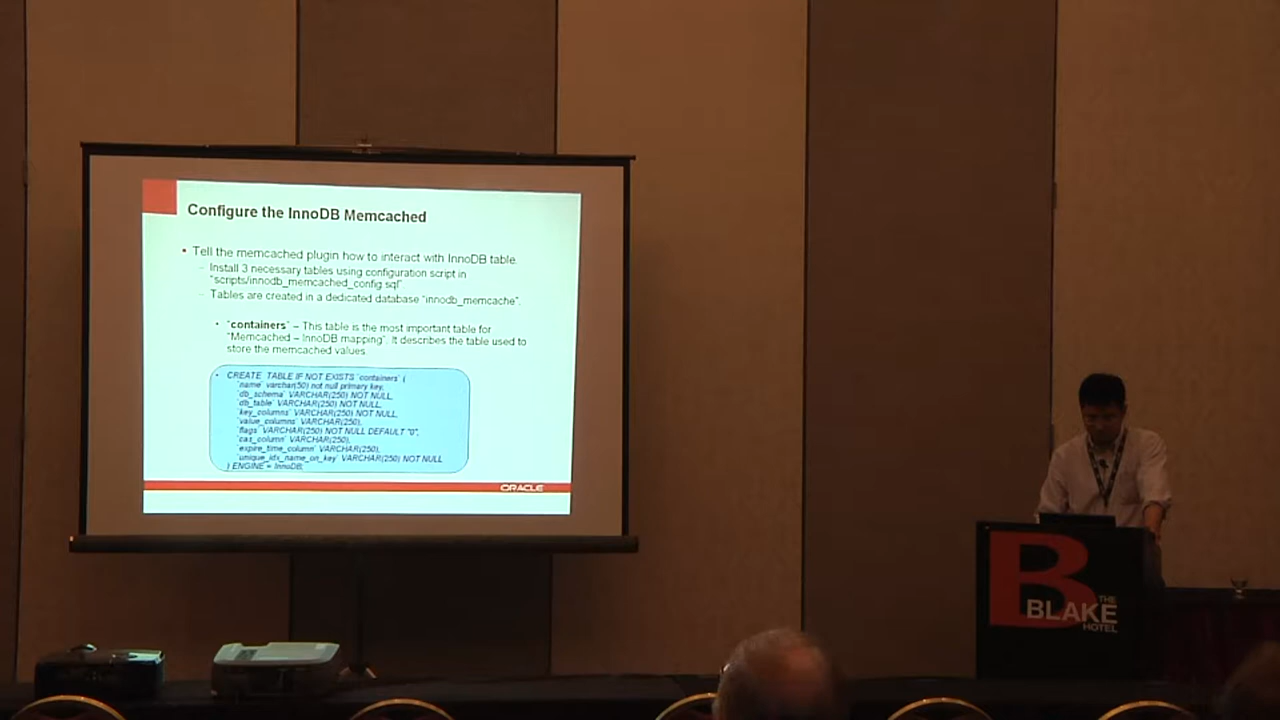 Configure the InnoDB Memcached
• Tell the memcached plugin how to interact with InnoDB table.
– Install 3 necessary tables using configuration script in
"scripts/innodb_memcached_config.sql"
– Tables are created in a dedicated database "innodb_memcache".
• "containers" – This table is the most important table for
"Memcached – InnoDB mapping". It describes the table used to
store the memcached values
• CREATE TABLE IF NOT EXISTS `containers` (
`name` varchar(50) not null primary key,
`db_schema` VARCHAR(250) NOT NULL,
`db_table` VARCHAR(250) NOT NULL,
`key_columns` VARCHAR(250) NOT NULL,
`value_columns` VARCHAR(250),
`flags` VARCHAR(250) NOT NULL DEFAULT "0",
`cas_column` VARCHAR(250),
`expire_time_column` VARCHAR(250),
`unique_idx_name_on_key` VARCHAR(250) NOT NULL
) ENGINE = InnoDB;
ORACLE
B
THE
BLAKE
HOTEL